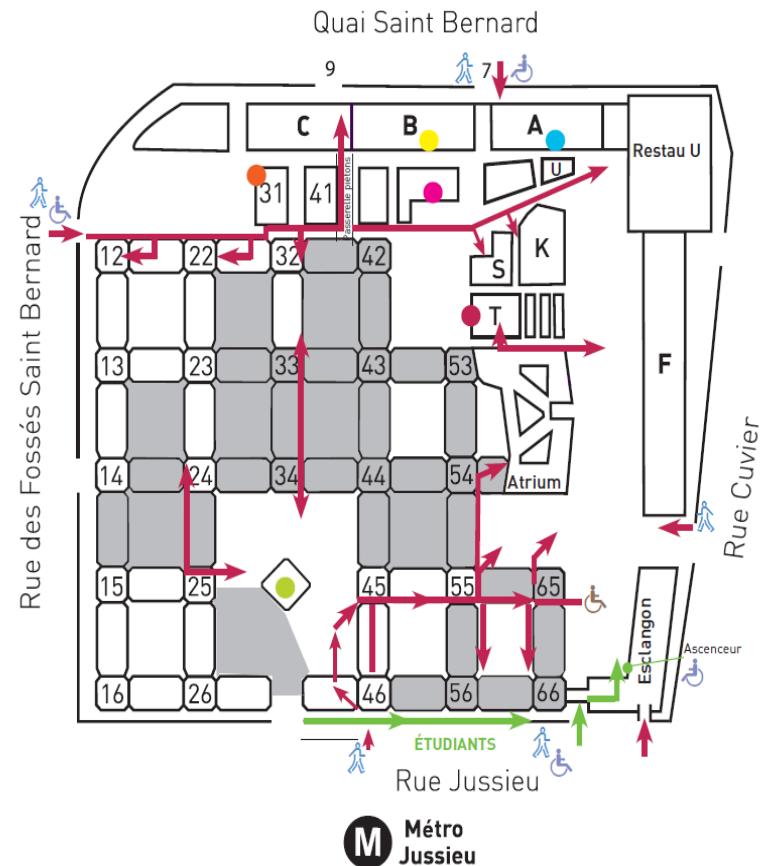 Quai Saint Bernard
9
7
C
B
A
Restau U
U
31
41
Passerelle piétons
K
S
12
22
32
42
T
13
23
33
43
53
F
Rue des Fossés Saint Bernard
14
24
34
44
54
Atrium
Rue Cuvier
15
25
45
55
65
Esclangon
Ascenceur
16
26
46
56
66
ÉTUDIANTS
Rue Jussieu
M
Métro
Jussieu